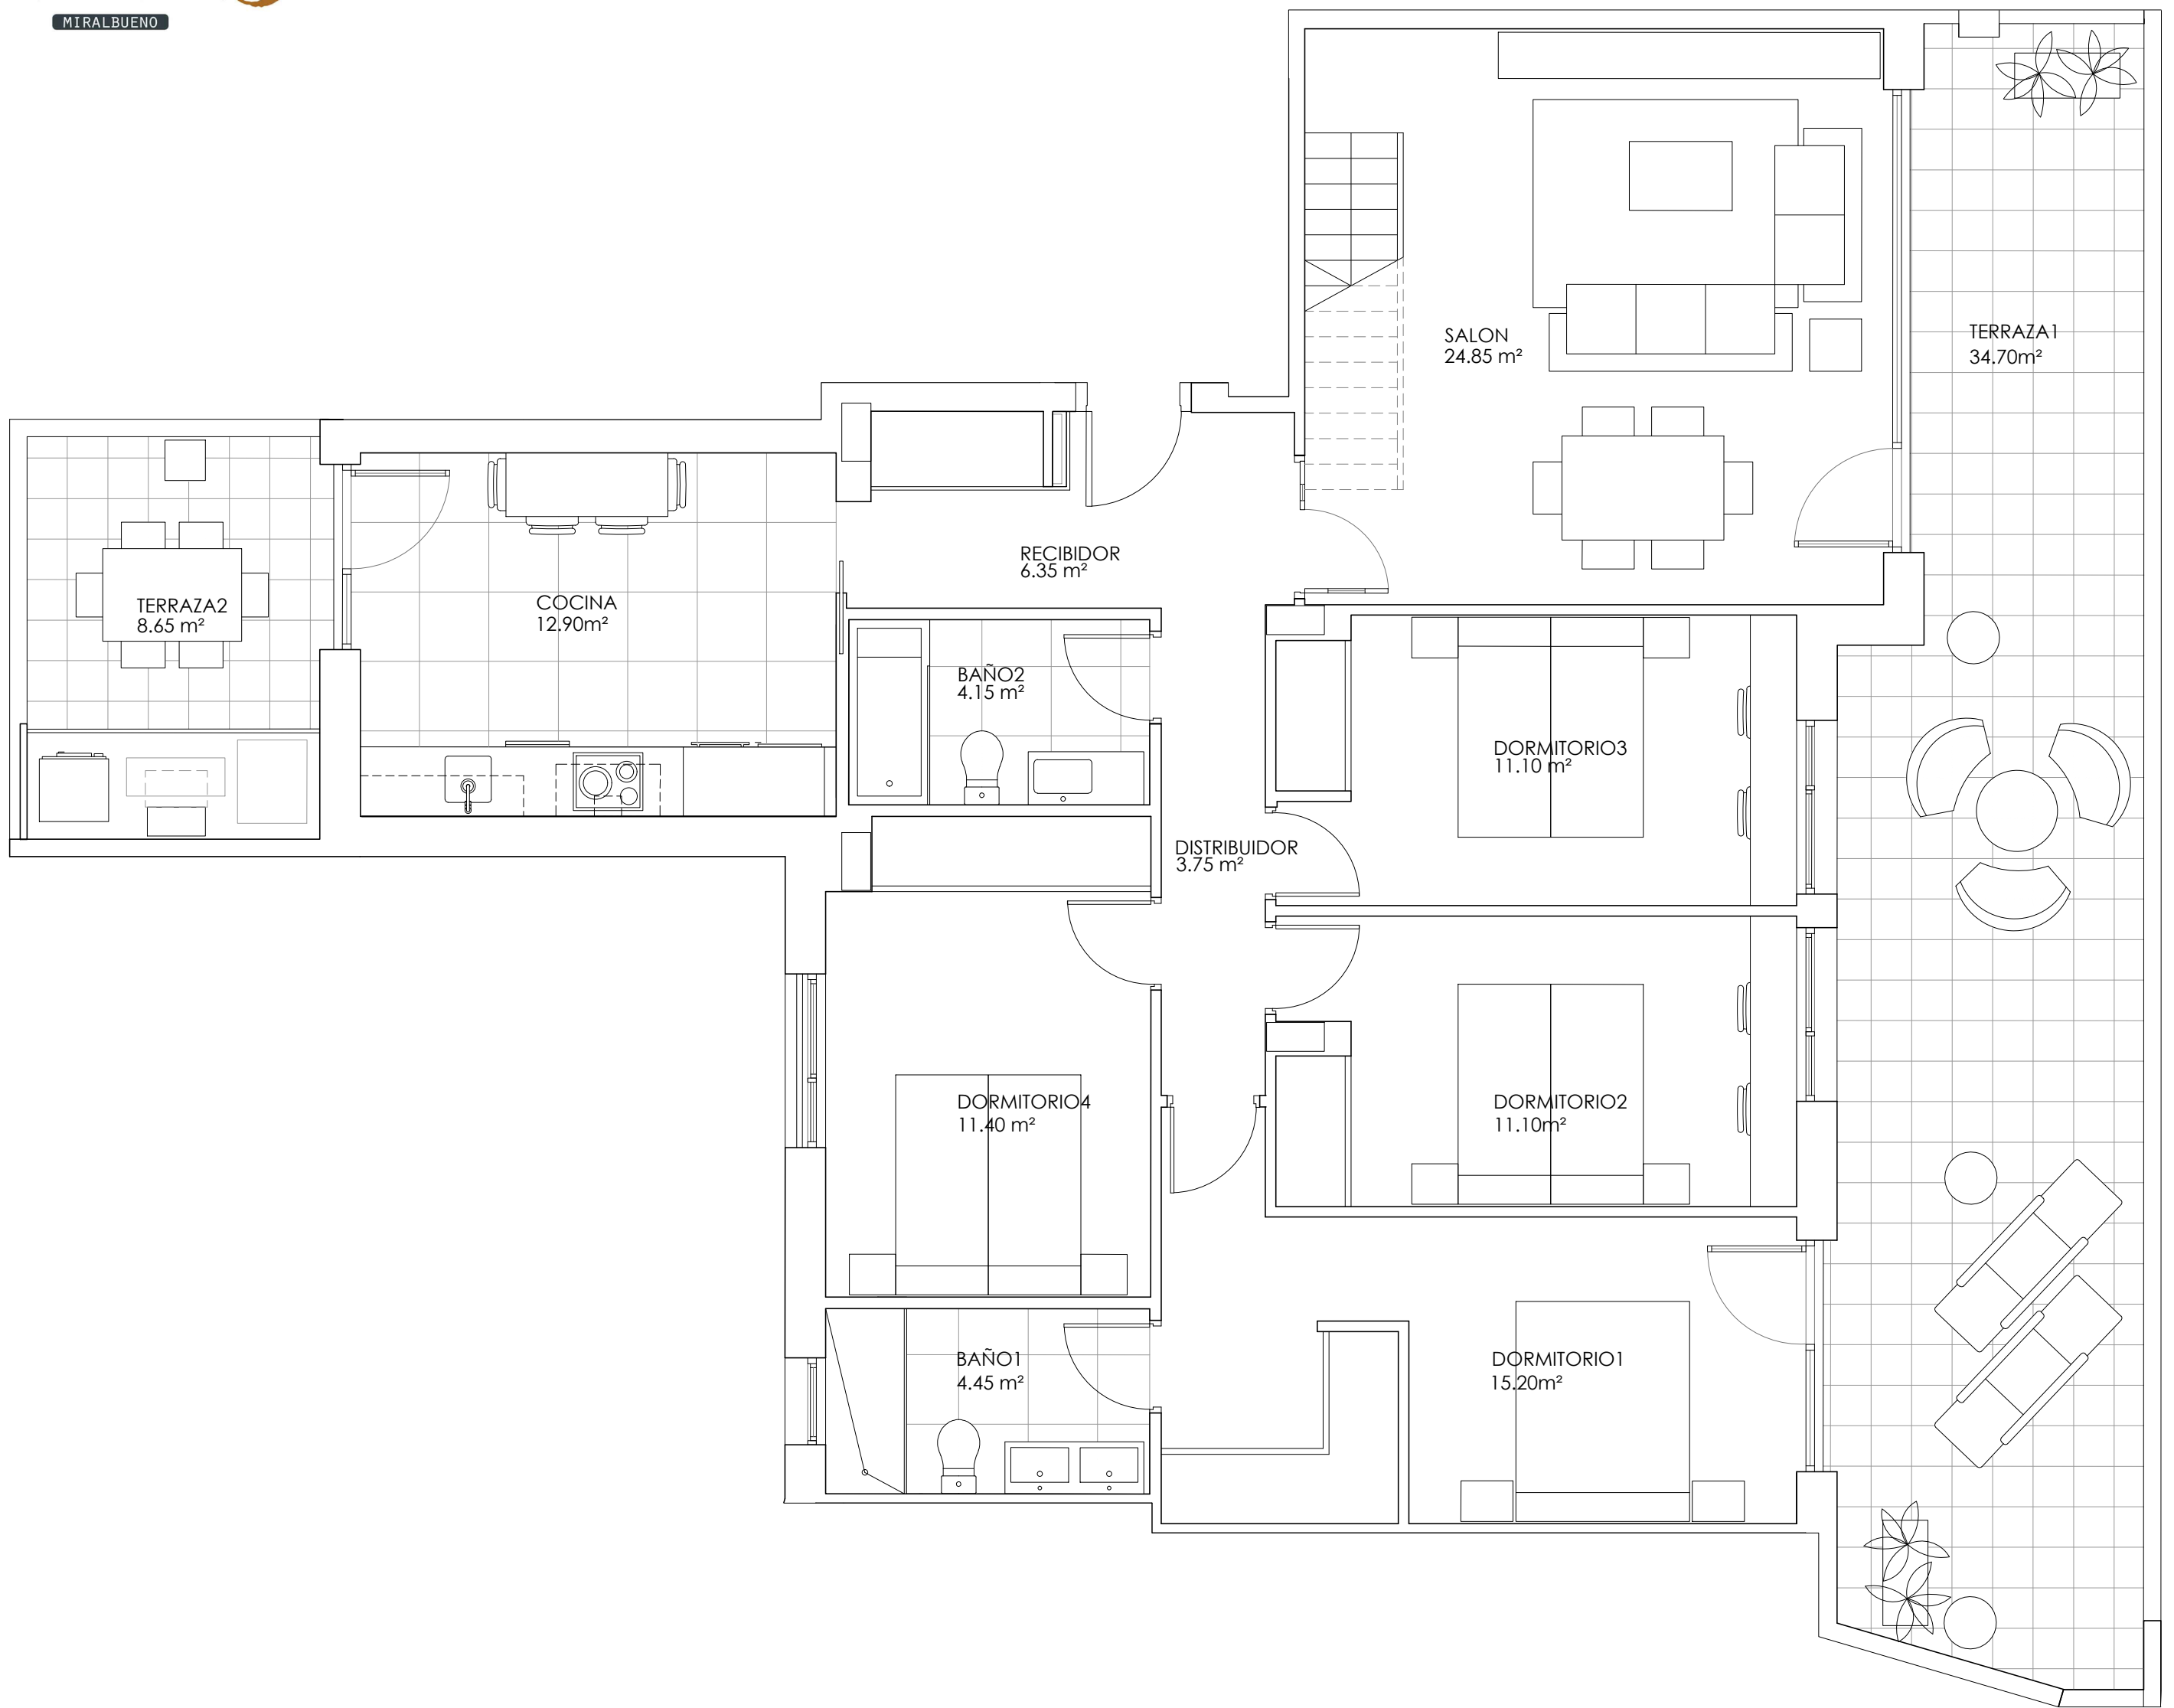 MIRALBUENO
SALON
24.85 m²
TERRAZA1
34.70m²
RECIBIDOR
6.35 m²
COCINA
12.90m²
TERRAZA2
8.65 m²
BAÑO2
4.15 m²
DORMITORIO3
11.10 m²
DISTRIBUIDOR
3.75 m²
DORMITORIO4
11.40 m²
DORMITORIO2
11.10m²
BAÑO1
4.45 m²
DORMITORIO1
15.20m²